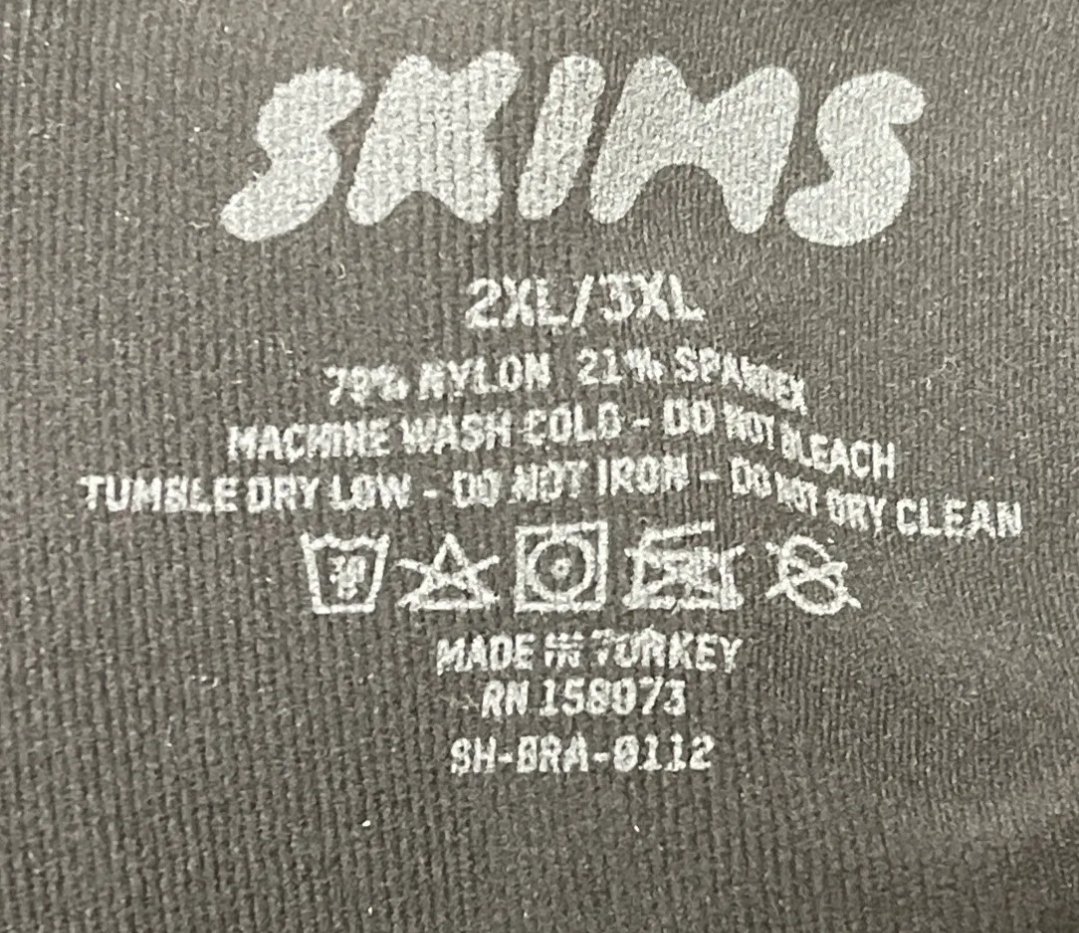 SKIMS
2XL/3XL
79% NYLON 21% SPANDEX
MACHINE WASH COLD - DO NOT BLEACH
TUMBLE DRY LOW - DO NOT IRON - DO NOT DRY CLEAN
30
MADE IN TURKEY
RN 158073
SH-BRA-0112